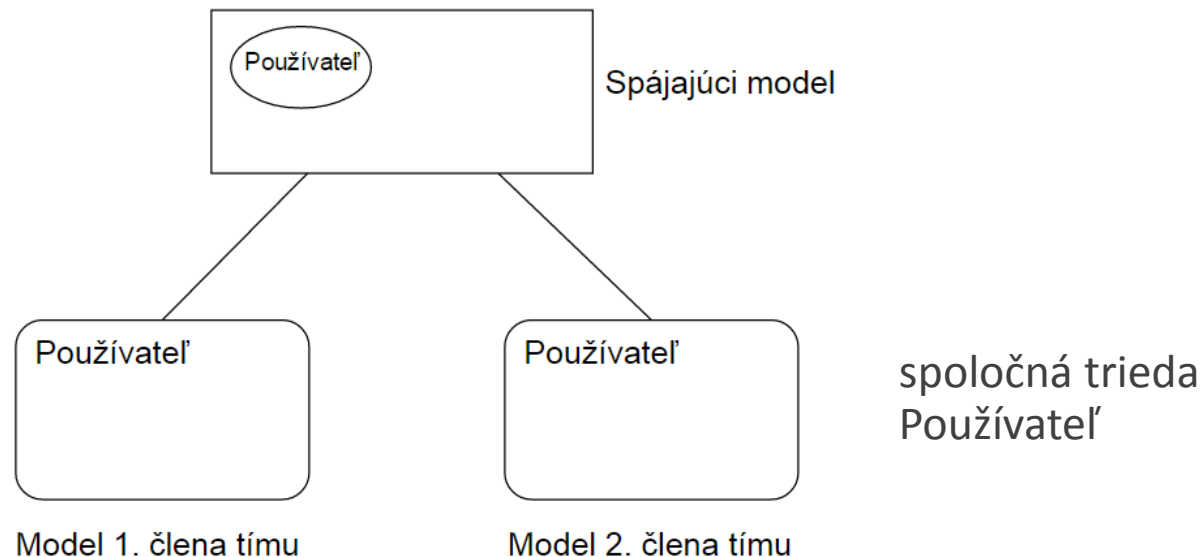 Používateľ
Spájajúci model
Používateľ
Používateľ
spoločná trieda
Používateľ
Model 1. člena tímu
Model 2. člena tímu